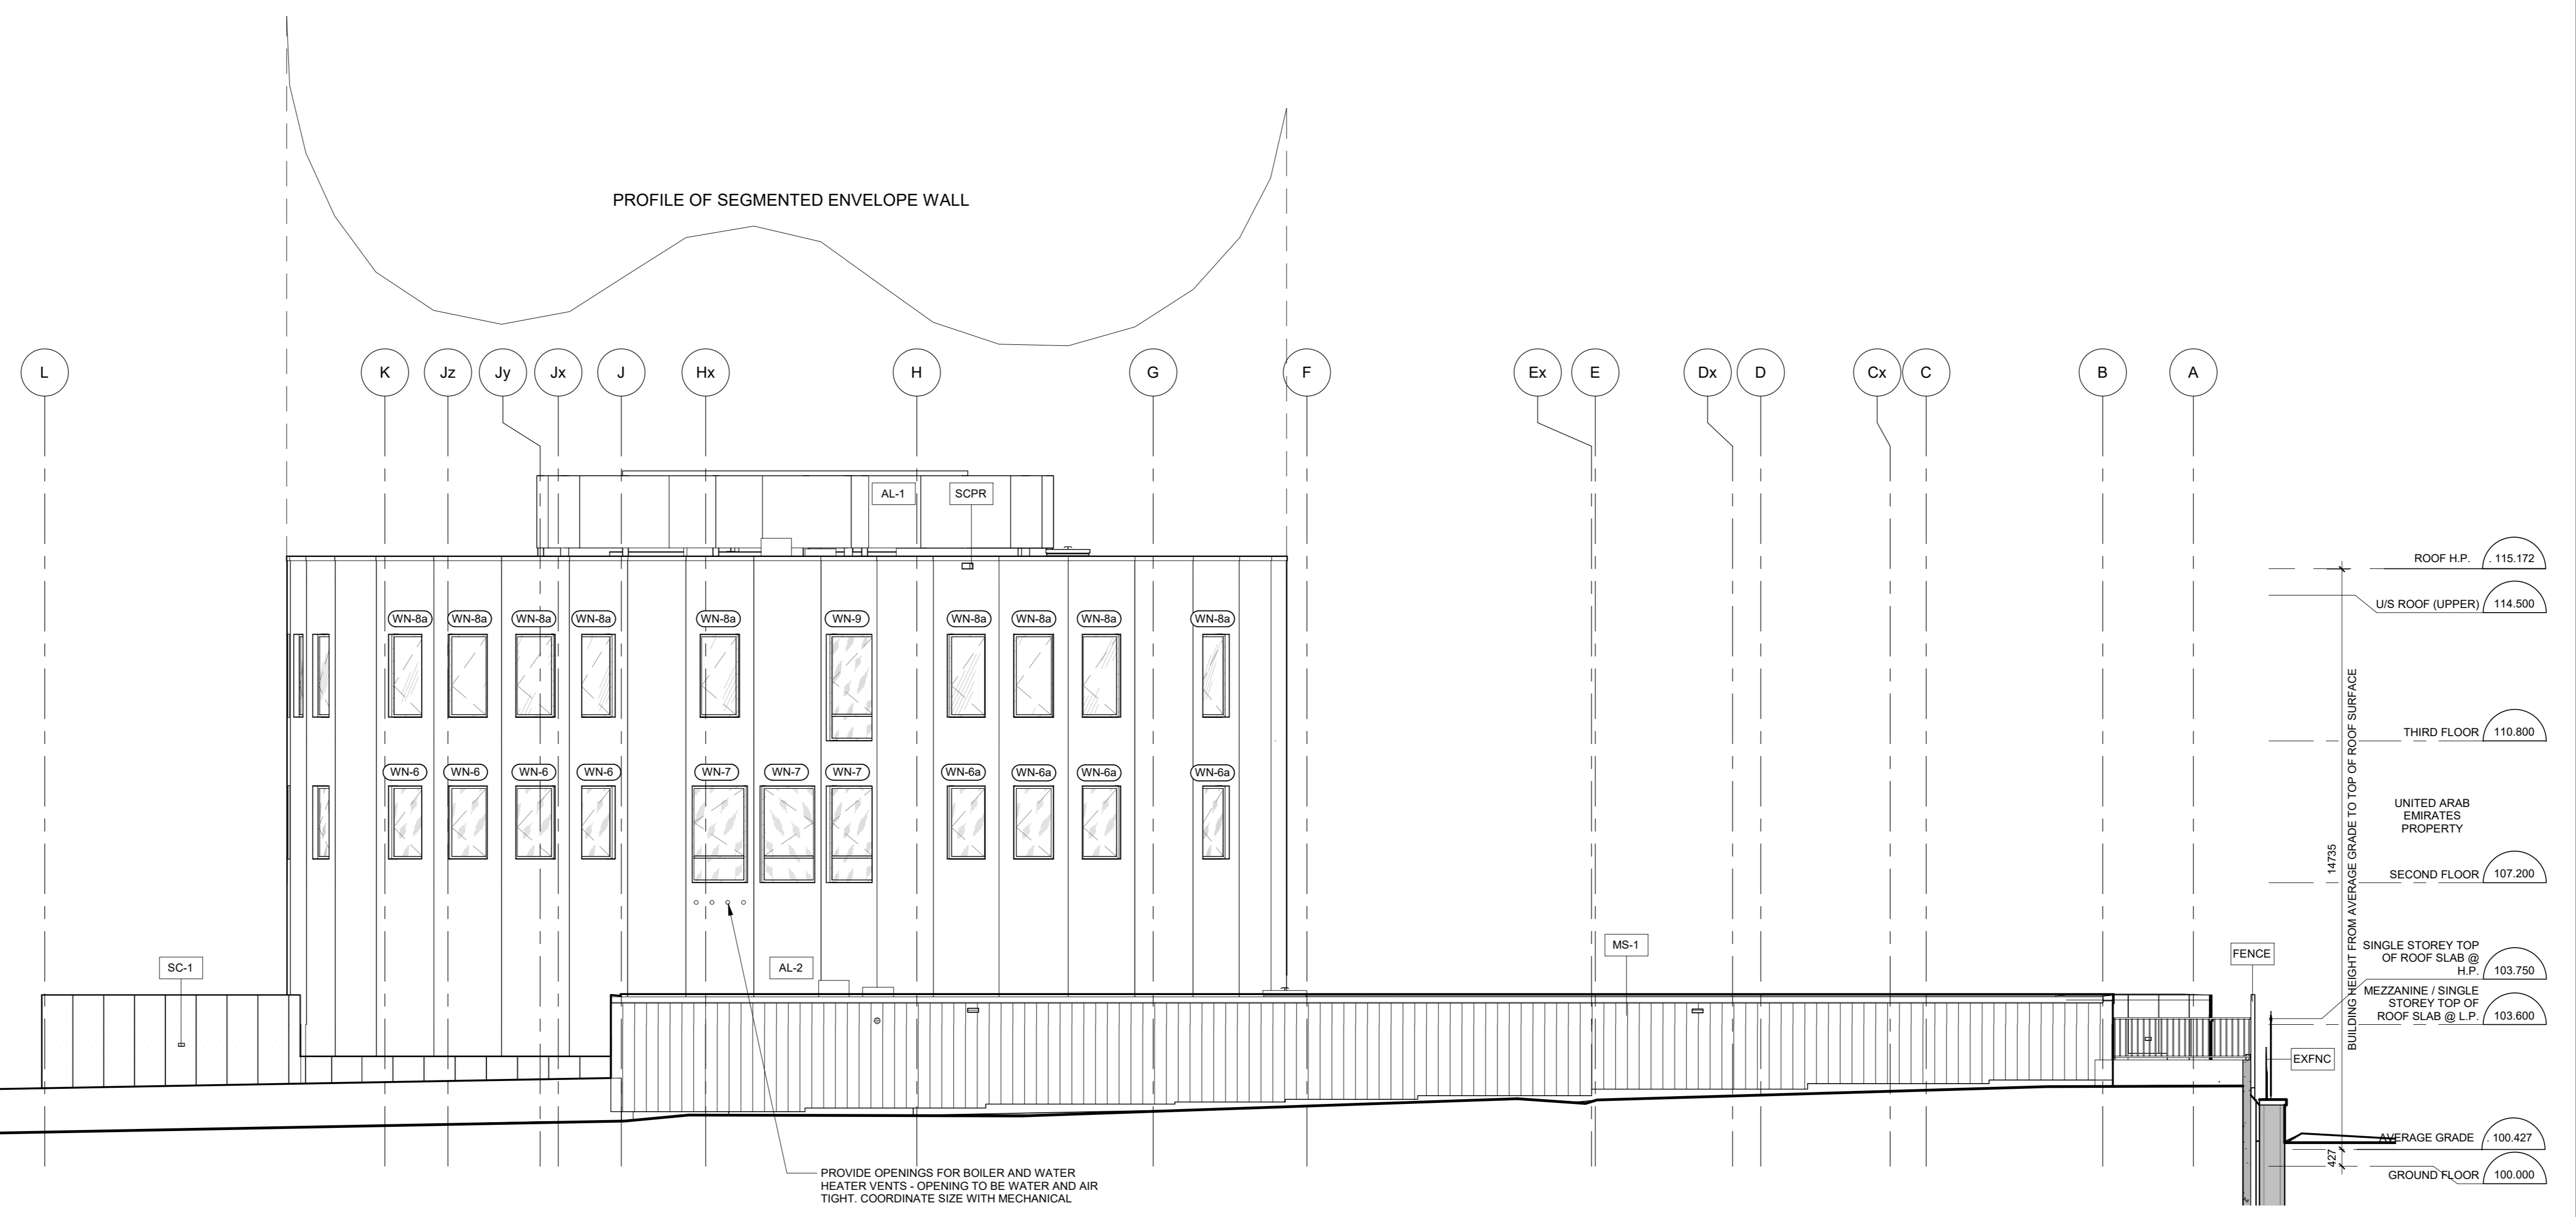 PROFILE OF SEGMENTED ENVELOPE WALL
L
K
Jz
Jy
Jx
J
Hx
H
G
F
Ex
E
Dx
D
Cx
C
B
A
AL-1
SCPR
ROOF H.P.
115.172
U/S ROOF (UPPER)
114.500
WN-8a
WN-8a
WN-8a
WN-8a
WN-8a
WN-9
WN-8a
WN-8a
WN-8a
WN-8a
THIRD FLOOR
110.800
WN-6
WN-6
WN-6
WN-6
WN-7
WN-7
WN-7
WN-6a
WN-6a
WN-6a
WN-6a
UNITED ARAB
EMIRATES
PROPERTY
14735
BUILDING HEIGHT FROM AVERAGE GRADE TO TOP OF ROOF SURFACE
SECOND FLOOR
107.200
SC-1
AL-2
MS-1
FENCE
SINGLE STOREY TOP
OF ROOF SLAB @
H.P.
103.750
MEZZANINE / SINGLE
STOREY TOP OF
ROOF SLAB @ L.P.
103.600
EXFNC
AVERAGE GRADE
100.427
427
GROUND FLOOR
100.000
PROVIDE OPENINGS FOR BOILER AND WATER
HEATER VENTS - OPENING TO BE WATER AND AIR
TIGHT. COORDINATE SIZE WITH MECHANICAL